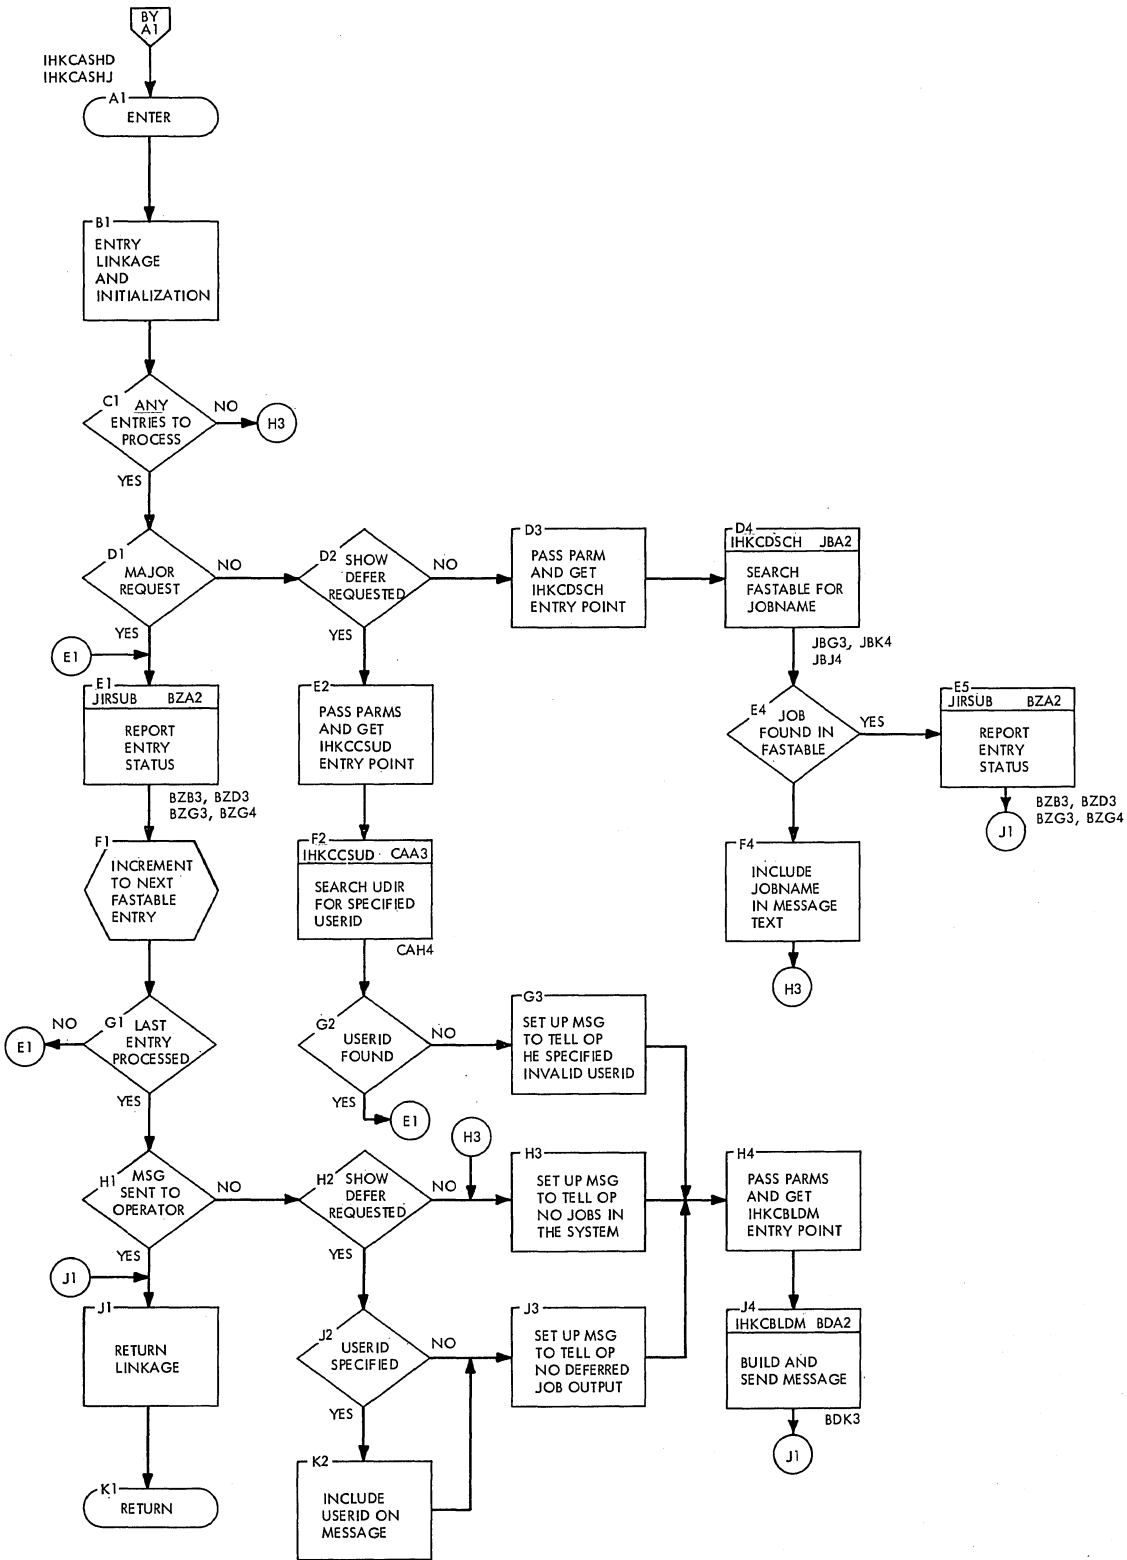 BY
A1
IHKCASHD
IHKCASHJ
A1
ENTER
B1
ENTRY
LINKAGE
AND
INITIALIZATION
C1
ANY
ENTRIES TO
PROCESS
NO
H3
YES
D1
MAJOR
REQUEST
NO
D2
SHOW
DEFER
REQUESTED
NO
D3
PASS PARM
AND GET
IHKCDSCH
ENTRY POINT
D4
IHKCDSCH JBA2
SEARCH
FASTABLE FOR
JOBNAME
YES
E1
YES
JBG3, JBK4
JBJ4
E1
JIRSUB BZA2
REPORT
ENTRY
STATUS
E2
PASS PARMS
AND GET
IHKCCSUD
ENTRY POINT
E4
JOB
FOUND IN
FASTABLE
YES
E5
JIRSUB BZA2
REPORT
ENTRY
STATUS
BZB3, BZD3
BZG3, BZG4
BZB3, BZD3
BZG3, BZG4
J1
F1
INCREMENT
TO NEXT
FASTABLE
ENTRY
F2
IHKCCSUD CAA3
SEARCH UDIR
FOR SPECIFIED
USERID
CAH4
F4
INCLUDE
JOBNAME
IN MESSAGE
TEXT
H3
G1
LAST
ENTRY
PROCESSED
NO
E1
YES
G2
USERID
FOUND
NO
YES
E1
G3
SET UP MSG
TO TELL OP
HE SPECIFIED
INVALID USERID
H3
H1
MSG
SENT TO
OPERATOR
NO
YES
H2
SHOW
DEFER
REQUESTED
NO
YES
H3
SET UP MSG
TO TELL OP
NO JOBS IN
THE SYSTEM
H4
PASS PARMS
AND GET
IHKCBLDM
ENTRY POINT
J1
J1
RETURN
LINKAGE
J2
USERID
SPECIFIED
NO
YES
J3
SET UP MSG
TO TELL OP
NO DEFERRED
JOB OUTPUT
J4
IHKCBLDM BDA2
BUILD AND
SEND MESSAGE
BDK3
J1
K1
RETURN
K2
INCLUDE
USERID ON
MESSAGE